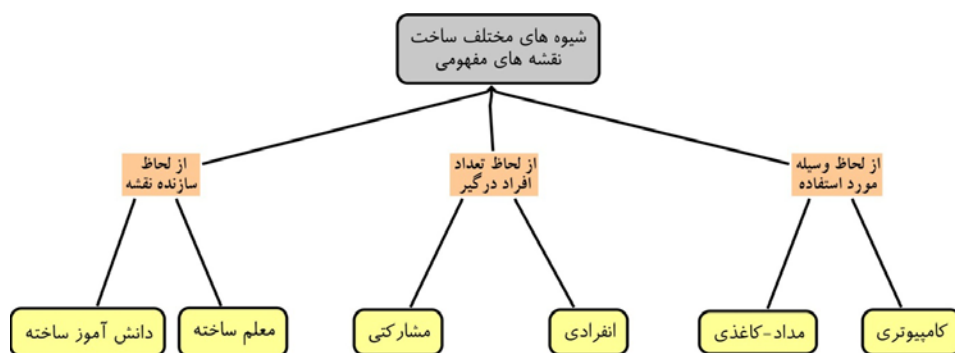 شیوه های مختلف ساخت
نقشه های مفهومی
از لحاظ وسیله
مورد استفاده
از لحاظ تعداد
افراد درگیر
از لحاظ
سازنده نقشه
کامپیوتری
مداد-کاغذی
انفرادی
مشارکتی
معلم ساخته
دانش آموز ساخته